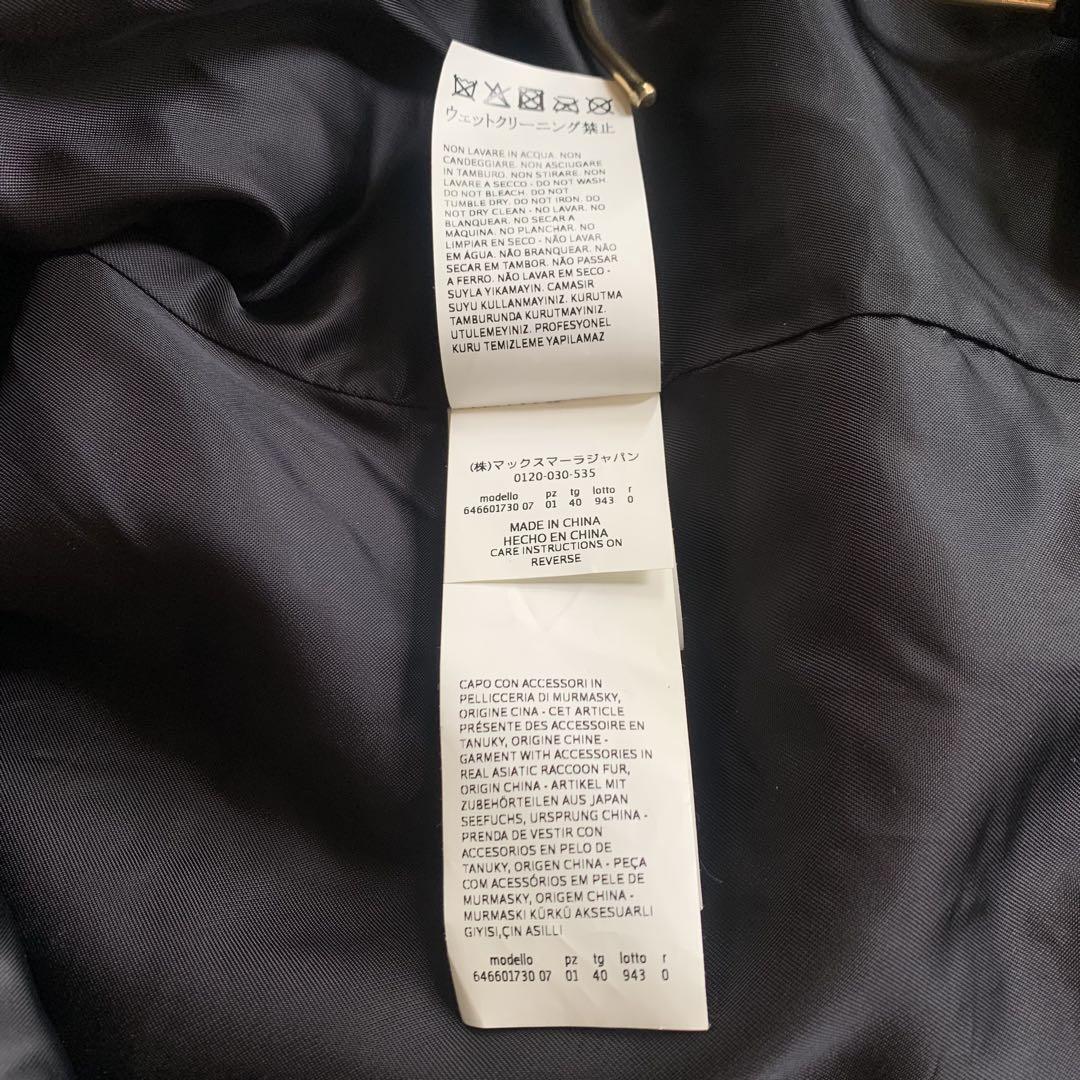 ウェットクリーニング禁止
NON LAVARE IN ACQUA. NON
CANDEGGIARE. NON ASCIUGARE
IN TAMBURO. NON STIRARE. NON
LAVARE A SECCO - DO NOT WASH.
DO NOT BLEACH. DO NOT
TUMBLE DRY. DO NOT IRON. DO
NOT DRY CLEAN - NO LAVAR. NO
BLANQUEAR. NO SECAR A
MÁQUINA. NO PLANCHAR. NO
LIMPIAR EN SECO - NÃO LAVAR
EM ÁGUA. NÃO BRANQUEAR. NÃO
SECAR EM TAMBOR. NÃO PASSAR
A FERRO. NÃO LAVAR EM SECO -
SUYLA YIKAMAYIN. CAMASIR
SUYU KULLANMAYINIZ. KURUTMA
TAMBURUNDA KURUTMAYINIZ.
UTULEMEYINIZ. PROFESYONEL
KURU TEMIZLEME YAPILAMAZ
(株)マックスマーラジャパン
0120-030-535
modello pz tg lotto r
646601730 07 01 40 943 0
MADE IN CHINA
HECHO EN CHINA
CARE INSTRUCTIONS ON
REVERSE
CAPO CON ACCESSORI IN
PELLICCERIA DI MURMASKY,
ORIGINE CINA - CET ARTICLE
PRÉSENTE DES ACCESSOIRE EN
TANUKY, ORIGINE CHINE -
GARMENT WITH ACCESSORIES IN
REAL ASIATIC RACCOON FUR,
ORIGIN CHINA - ARTIKEL MIT
ZUBEHÖRTEILEN AUS JAPAN
SEEFUCHS, URSPRUNG CHINA -
PRENDA DE VESTIR CON
ACCESORIOS EN PELO DE
TANUKY, ORIGEN CHINA - PEÇA
COM ACESSÓRIOS EM PELE DE
MURMASKY, ORIGEM CHINA -
MURMASKI KÜRKÜ AKSESUARLI
GIYISI,ÇIN ASILLI
modello pz tg lotto r
646601730 07 01 40 943 0